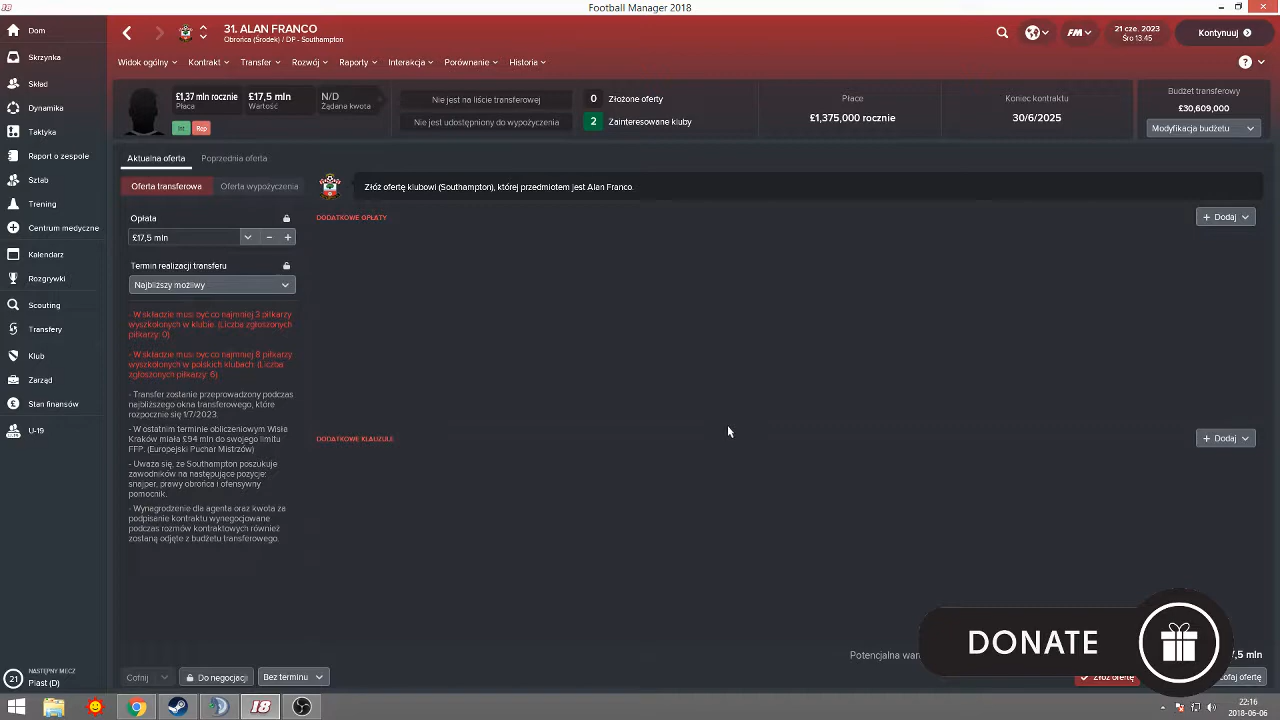 Football Manager 2018
31. ALAN FRANCO
Obrońca (Środek) / DP - Southampton
21 cze. 2023
Śro 13:45
Kontynuuj
FM
Dom
Skrzynka
Skład
Dynamika
Taktyka
Raport o zespole
Sztab
Trening
Centrum medyczne
Kalendarz
Rozgrywki
Scouting
Transfery
Klub
Zarząd
Stan finansów
U-19
Widok ogólny
Kontrakt
Transfer
Rozwój
Raporty
Interakcja
Porównanie
Historia
£1,37 mln rocznie
Płaca
£17,5 mln
Wartość
N/D
Żądana kwota
Int
Rep
Nie jest na liście transferowej
Nie jest udostępniony do wypożyczenia
0 Złożone oferty
2 Zainteresowane kluby
Płace
£1,375,000 rocznie
Koniec kontraktu
30/6/2025
Budżet transferowy
£30,609,000
Modyfikacja budżetu
Aktualna oferta
Poprzednia oferta
Oferta transferowa
Oferta wypożyczenia
Złóż ofertę klubowi (Southampton), której przedmiotem jest Alan Franco.
Opłata
£17,5 mln
Termin realizacji transferu
Najbliższy możliwy
- W składzie musi być co najmniej 3 piłkarzy
wyszkolonych w klubie. (Liczba zgłoszonych
piłkarzy: 0)
- W składzie musi być co najmniej 8 piłkarzy
wyszkolonych w polskich klubach. (Liczba
zgłoszonych piłkarzy: 6)
- Transfer zostanie przeprowadzony podczas
najbliższego okna transferowego, które
rozpocznie się 1/7/2023.
- W ostatnim terminie obliczeniowym Wisła
Kraków miała £94 mln do swojego limitu
FFP. (Europejski Puchar Mistrzów)
- Uważa się, że Southampton poszukuje
zawodników na następujące pozycje:
snajper, prawy obrońca i ofensywny
pomocnik.
- Wynagrodzenie dla agenta oraz kwota za
podpisanie kontraktu wynegocjowane
podczas rozmów kontraktowych również
zostaną odjęte z budżetu transferowego.
DODATKOWE OPŁATY
+ Dodaj
DODATKOWE KLAUZULE
+ Dodaj
DONATE
Potencjalna
,5 mln
Cofnij
Do negocjacji
Bez terminu
Złóż ofertę
ofertę
21
NASTĘPNY MECZ
Piast (D)
22:16
2018-06-06